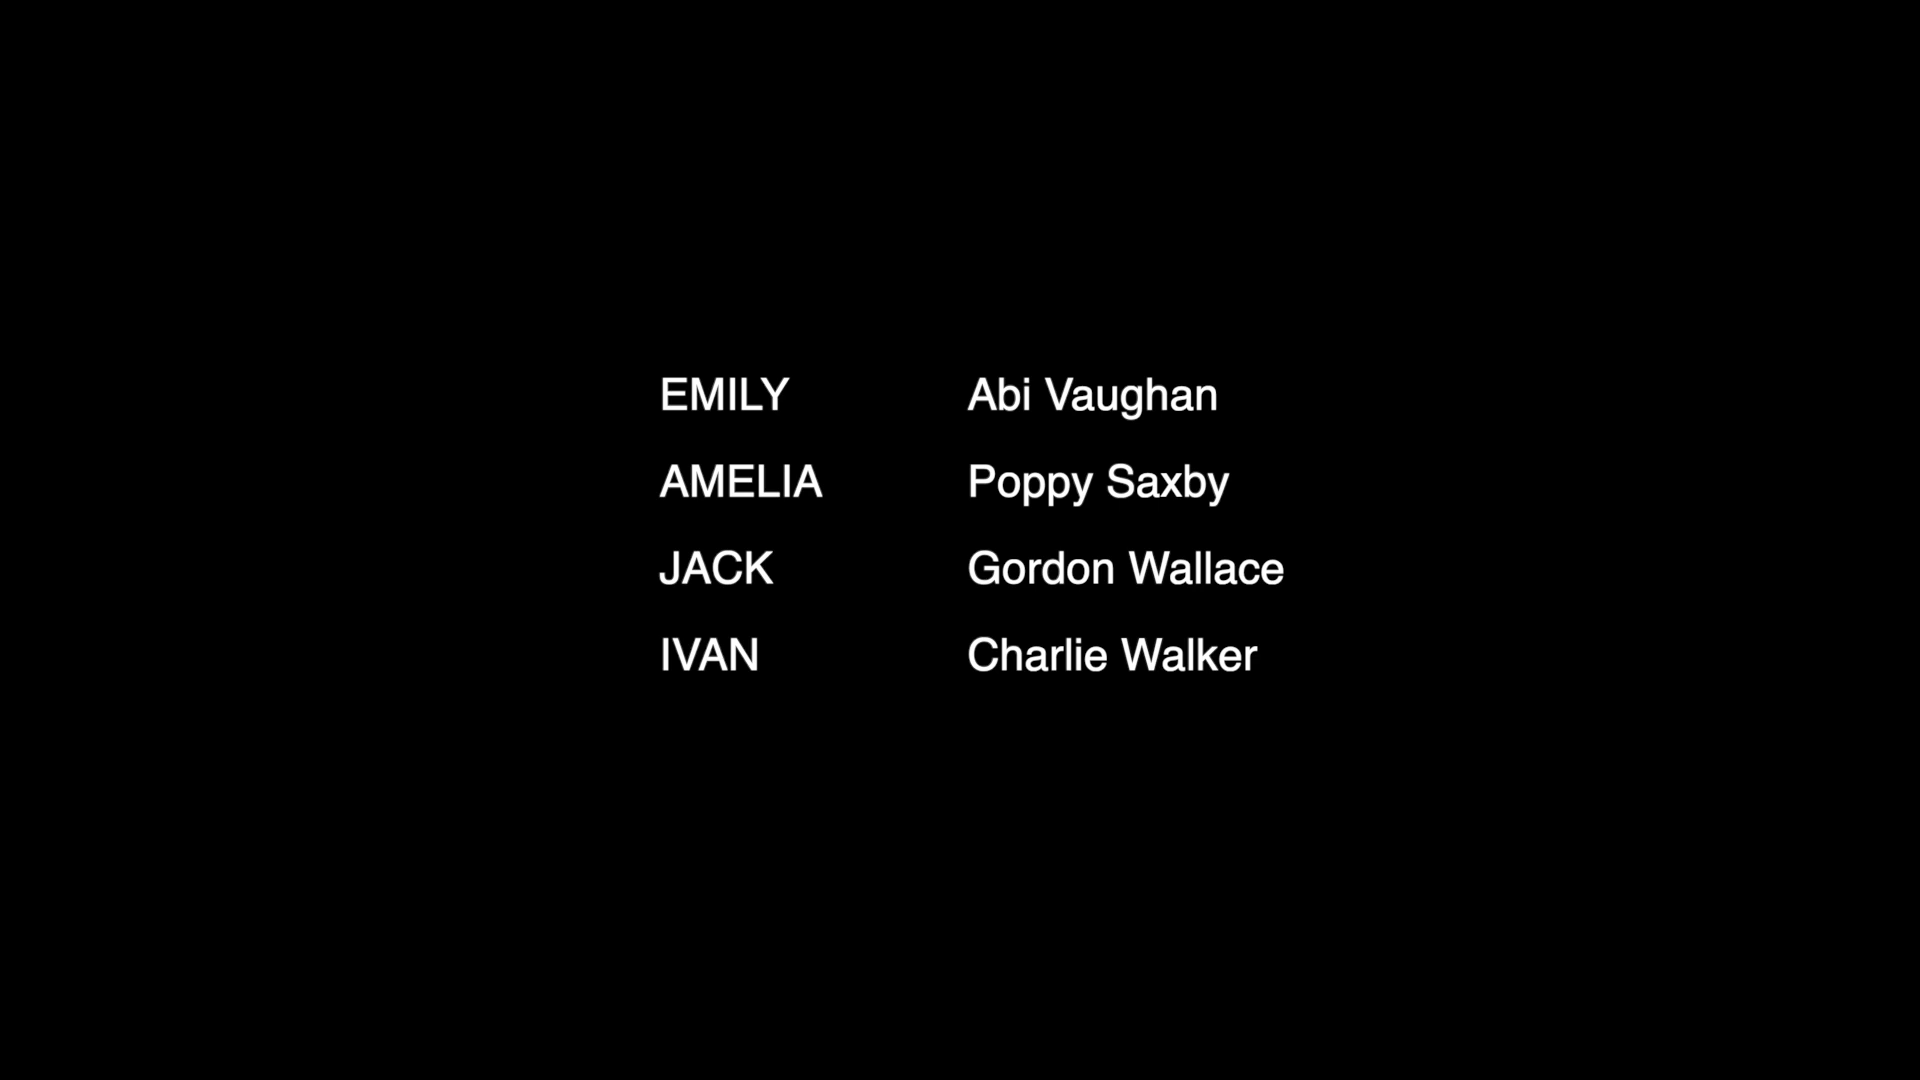 EMILY Abi Vaughan
AMELIA Poppy Saxby
JACK Gordon Wallace
IVAN Charlie Walker